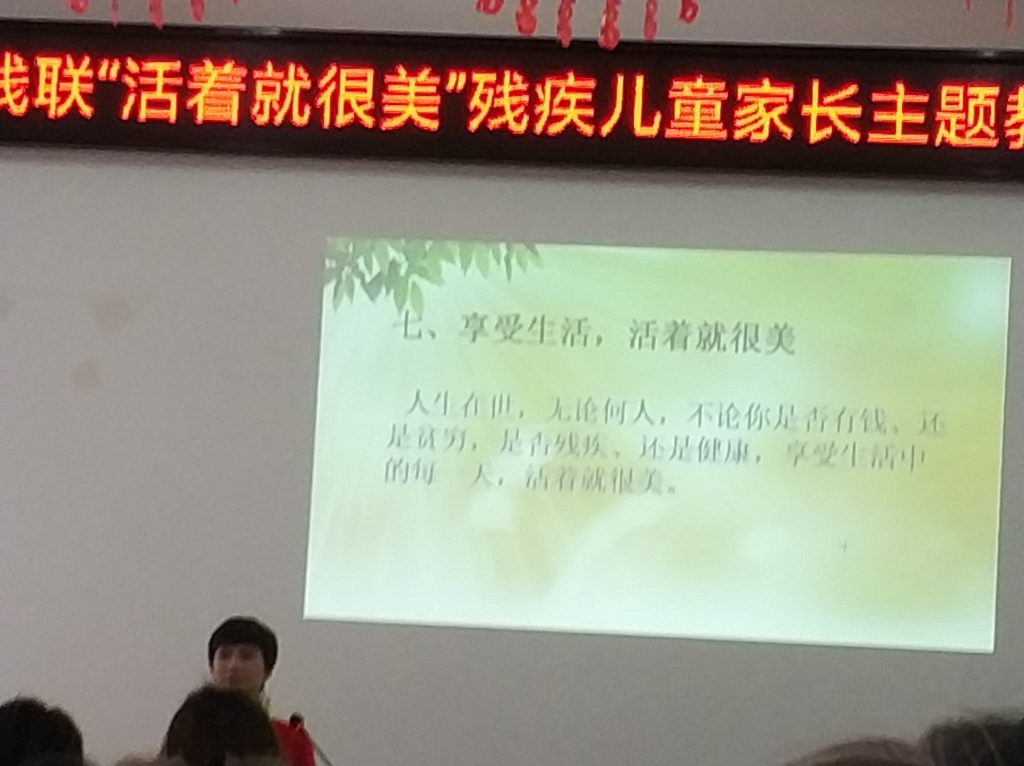 残联“活着就很美”残疾儿童家长主题教
七、享受生活，活着就很美
人生在世，无论何人，不论你是否有钱、还
是贫穷，是否残疾、还是健康，享受生活中
的每一天，活着就很美。